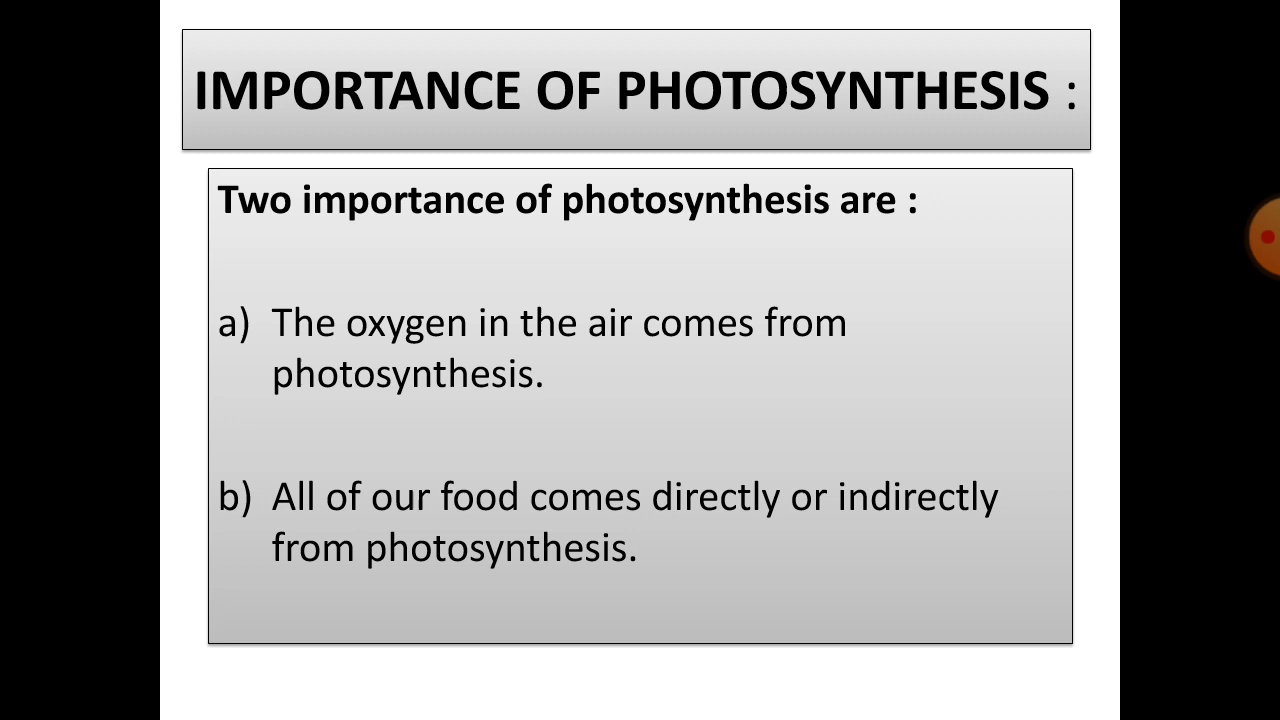 IMPORTANCE OF PHOTOSYNTHESIS :
Two importance of photosynthesis are :
a) The oxygen in the air comes from
photosynthesis.
b) All of our food comes directly or indirectly
from photosynthesis.